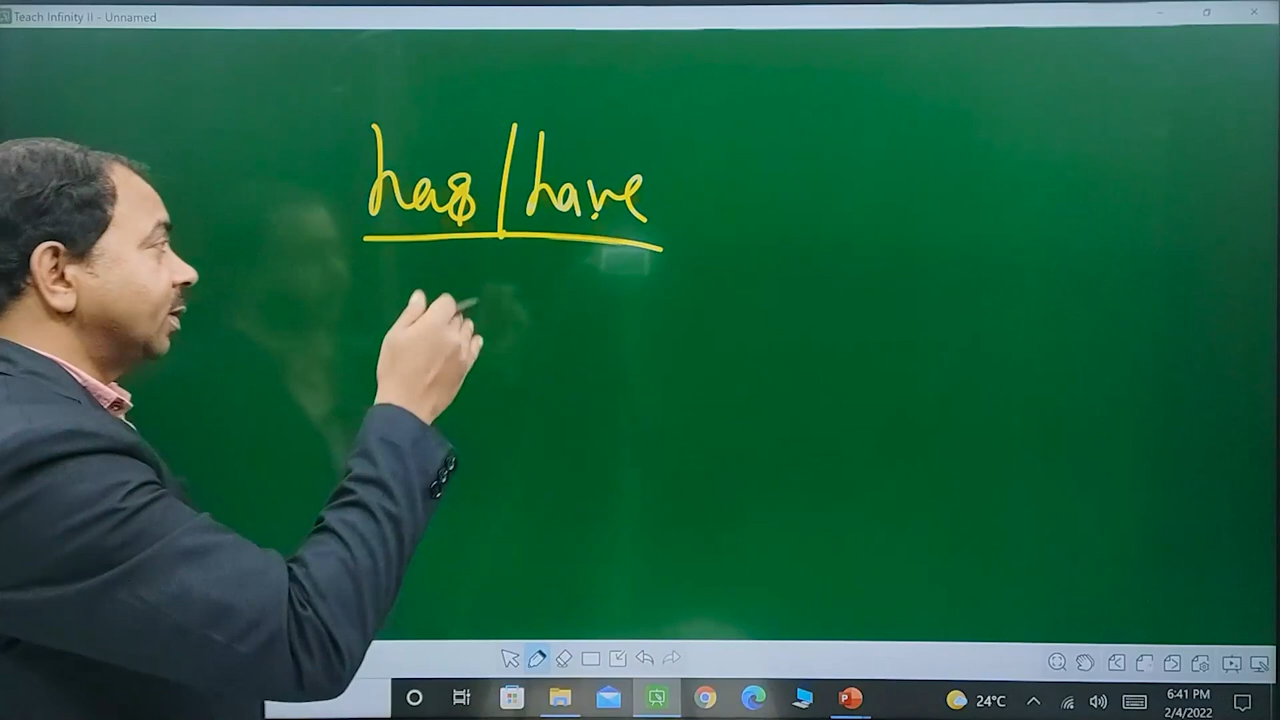 Teach Infinity II - Unnamed
has/have
24°C
6:41 PM
2/4/2022